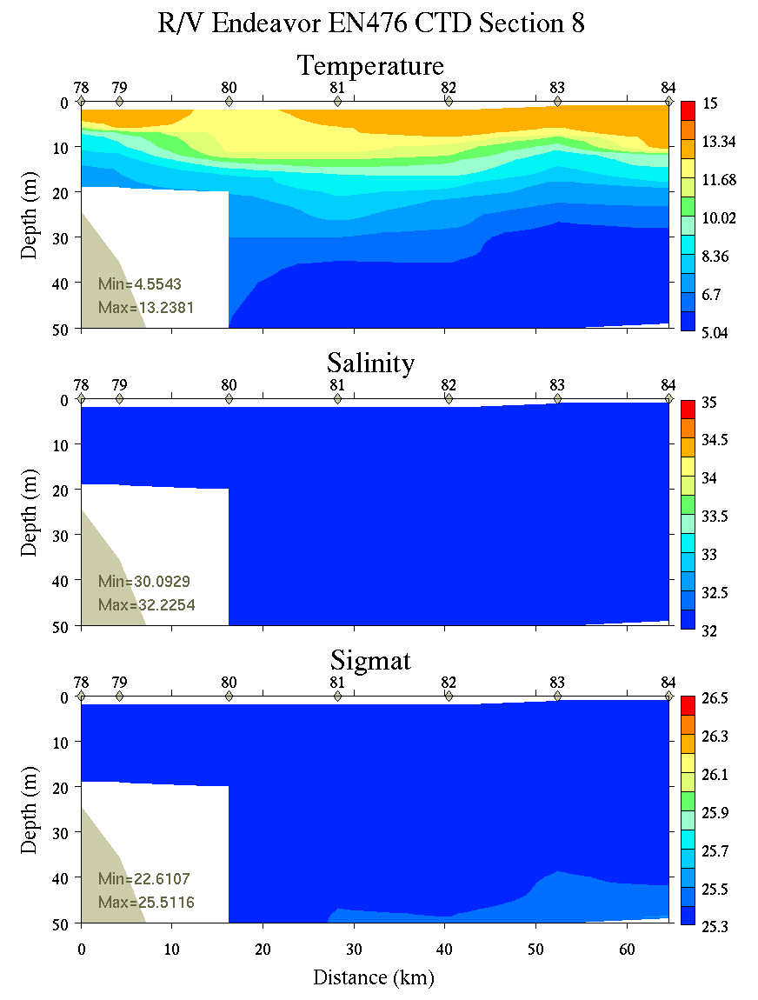 R/V Endeavor EN476 CTD Section 8
Temperature
78 79 80 81 82 83 84
0
10
20
30
40
50
Depth (m)
Min=4.5543
Max=13.2381
15
13.34
11.68
10.02
8.36
6.7
5.04
Salinity
78 79 80 81 82 83 84
0
10
20
30
40
50
Depth (m)
Min=30.0929
Max=32.2254
35
34.5
34
33.5
33
32.5
32
Sigmat
78 79 80 81 82 83 84
0
10
20
30
40
50
Depth (m)
Min=22.6107
Max=25.5116
26.5
26.3
26.1
25.9
25.7
25.5
25.3
0 10 20 30 40 50 60
Distance (km)